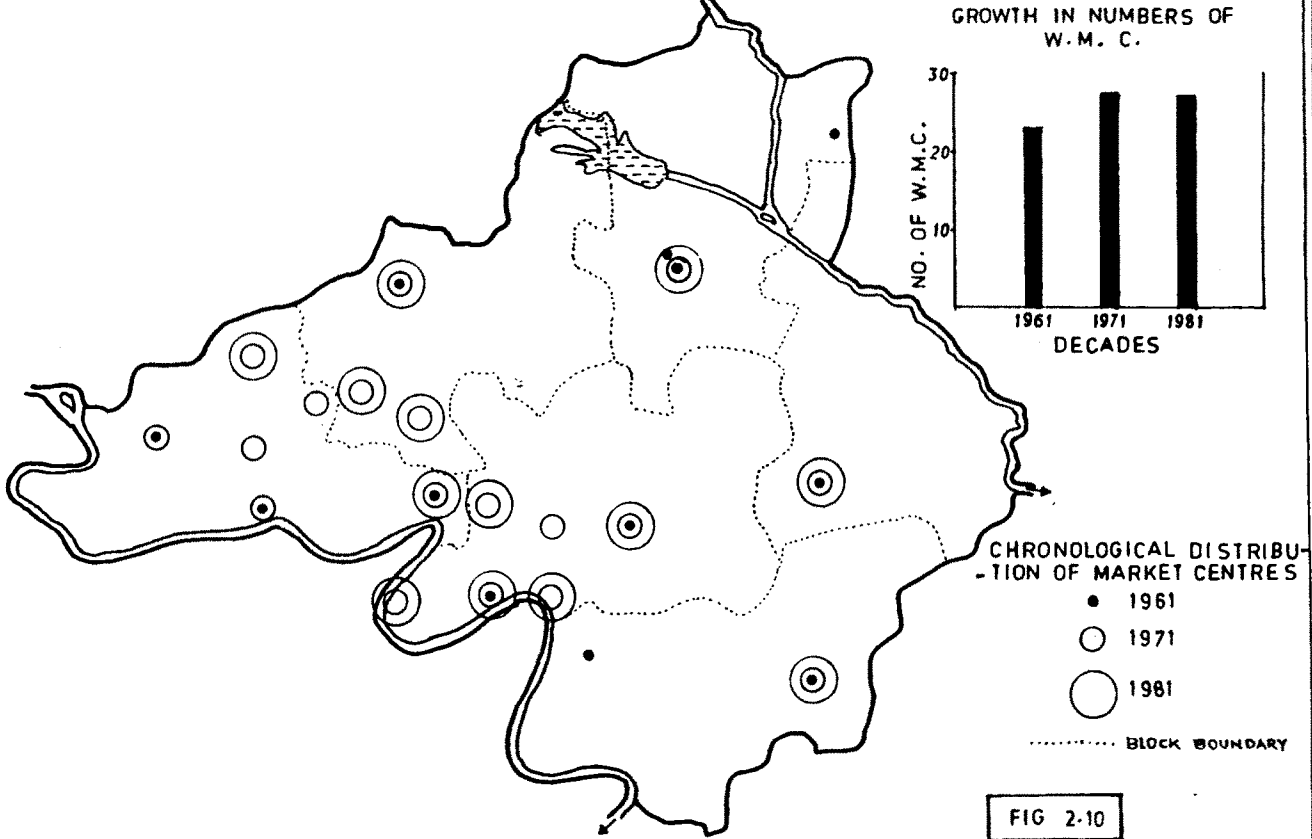 GROWTH IN NUMBERS OF
W.M. C.
NO. OF W.M.C.
30
20
10
1961 1971 1981
DECADES
CHRONOLOGICAL DISTRIBU-
-TION OF MARKET CENTRES
1961
1971
1981
BLOCK BOUNDARY
FIG 2.10